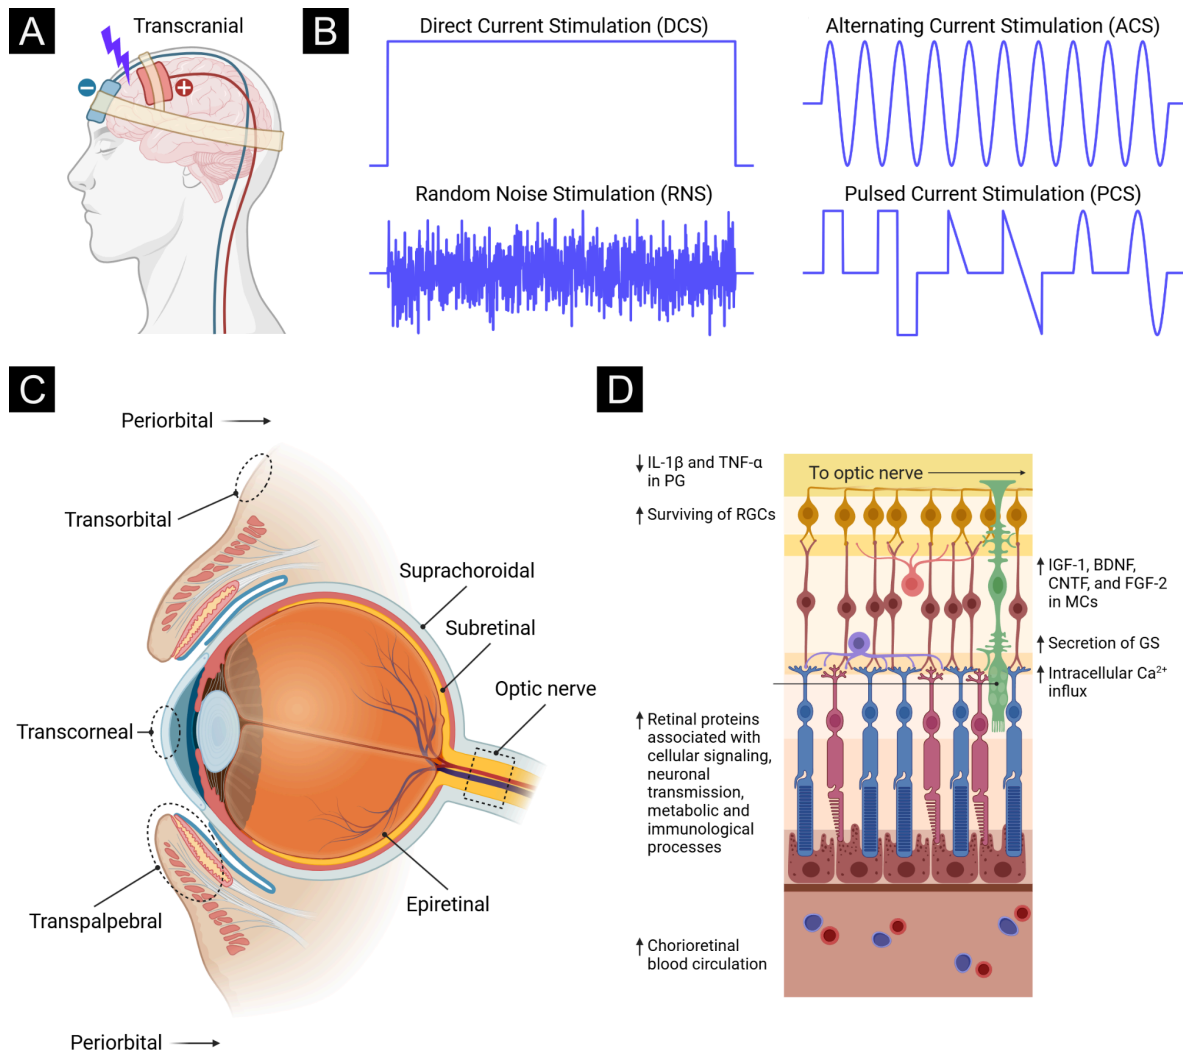 A
Transcranial
−
+
B
Direct Current Stimulation (DCS)
Alternating Current Stimulation (ACS)
Random Noise Stimulation (RNS)
Pulsed Current Stimulation (PCS)
C
Periorbital
Transorbital
Suprachoroidal
Subretinal
Optic nerve
Transcorneal
Epiretinal
Transpalpebral
Periorbital
D
↓ IL-1β and TNF-α
in PG
To optic nerve
↑ Surviving of RGCs
↑ IGF-1, BDNF,
CNTF, and FGF-2
in MCs
↑ Secretion of GS
↑ Intracellular Ca²⁺
influx
↑ Retinal proteins
associated with
cellular signaling,
neuronal
transmission,
metabolic and
immunological
processes
↑ Chorioretinal
blood circulation